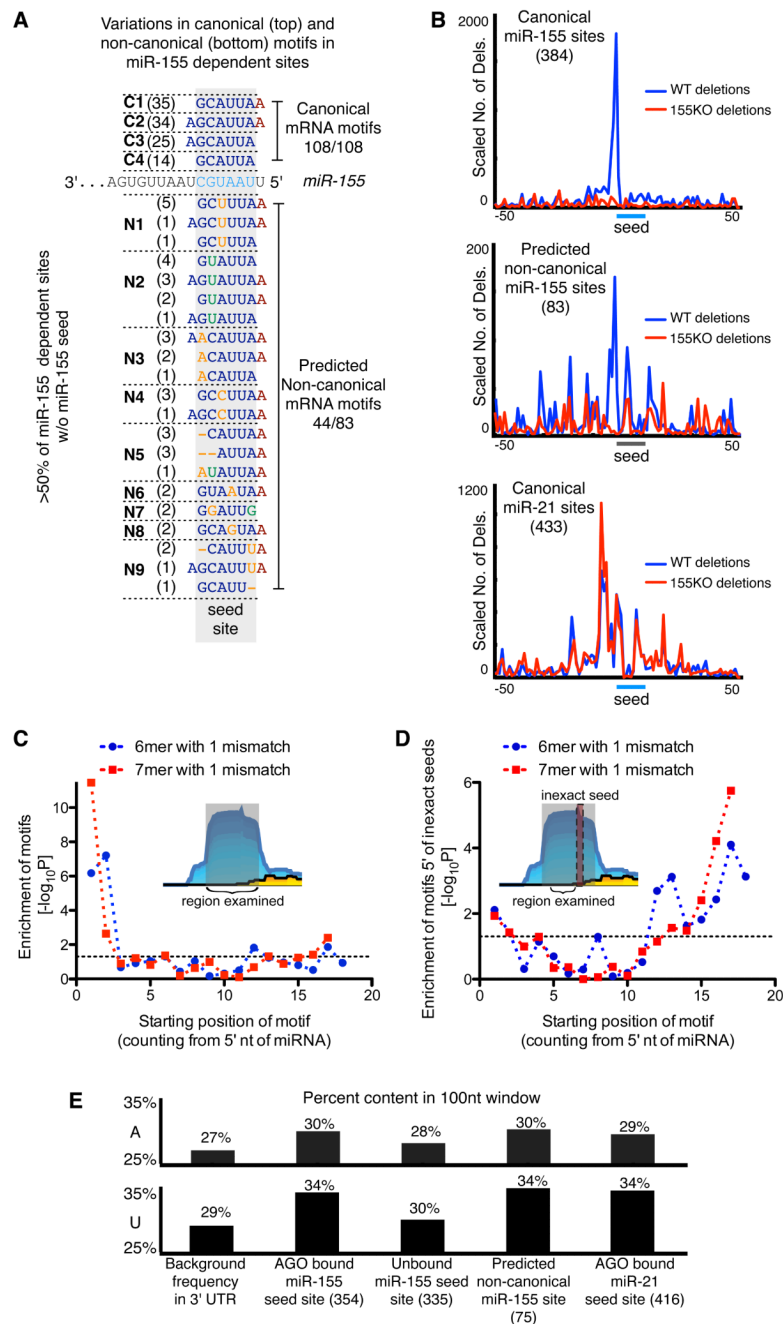 A
Variations in canonical (top) and
non-canonical (bottom) motifs in
miR-155 dependent sites
C1 (35) GCAUUAA
C2 (34) AGCAUUAA
C3 (25) AGCAUUA
C4 (14) GCAUUA
Canonical
mRNA motifs
108/108
3'...AGUGUUAAUCGUAAUU 5' miR-155
N1
(5) GCUUUAA
(1) AGCUUUAA
(1) GCUUUA
N2
(4) GUAUUA
(3) AGUAUUAA
(2) GUAUUAA
(1) AGUAUUA
N3
(3) AACAUUAA
(2) ACAUUAA
(1) ACAUUA
N4
(3) GCCUUAA
(1) AGCCUUAA
N5
(3) -CAUUAA
(3) --AUUAA
(1) AUAUUAA
N6 (2) GUAAUAA
N7 (2) GGAUUG
N8 (2) GCAGUAA
N9
(2) -CAUUUA
(1) AGCAUUUA
(1) GCAUU-
Predicted
Non-canonical
mRNA motifs
44/83
>50% of miR-155 dependent sites
w/o miR-155 seed
seed
site
B
Canonical
miR-155 sites
(384)
WT deletions
155KO deletions
Scaled No. of Dels.
2000
0
-50
50
seed
Predicted
non-canonical
miR-155 sites
(83)
WT deletions
155KO deletions
Scaled No. of Dels.
200
0
-50
50
seed
Canonical
miR-21 sites
(433)
WT deletions
155KO deletions
Scaled No. of Dels.
1200
0
-50
50
seed
C
6mer with 1 mismatch
7mer with 1 mismatch
Enrichment of motifs
[-log10P]
10
8
6
4
2
0
region examined
0 5 10 15 20
Starting position of motif
(counting from 5' nt of miRNA)
D
6mer with 1 mismatch
7mer with 1 mismatch
Enrichment of motifs 5' of inexact seeds
[-log10P]
6
4
2
0
inexact seed
region examined
0 5 10 15 20
Starting position of motif
(counting from 5' nt of miRNA)
E
Percent content in 100nt window
35%
A
25%
27% 30% 28% 30% 29%
35%
U
25%
29% 34% 30% 34% 34%
Background
frequency
in 3' UTR
AGO bound
miR-155
seed site (354)
Unbound
miR-155 seed
site (335)
Predicted
non-canonical
miR-155 site
(75)
AGO bound
miR-21
seed site (416)